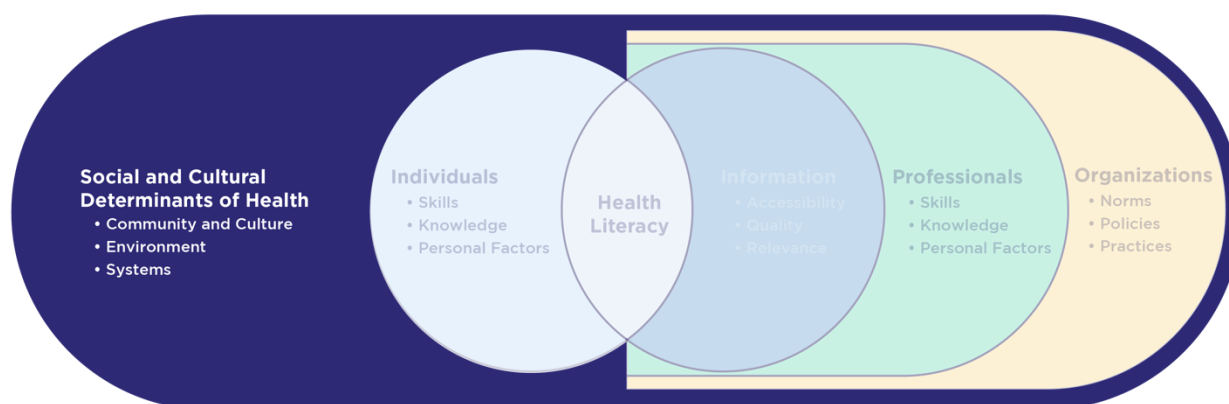 Social and Cultural
Determinants of Health
• Community and Culture
• Environment
• Systems
Individuals
• Skills
• Knowledge
• Personal Factors
Health
Literacy
Information
• Accessibility
• Quality
• Relevance
Professionals
• Skills
• Knowledge
• Personal Factors
Organizations
• Norms
• Policies
• Practices